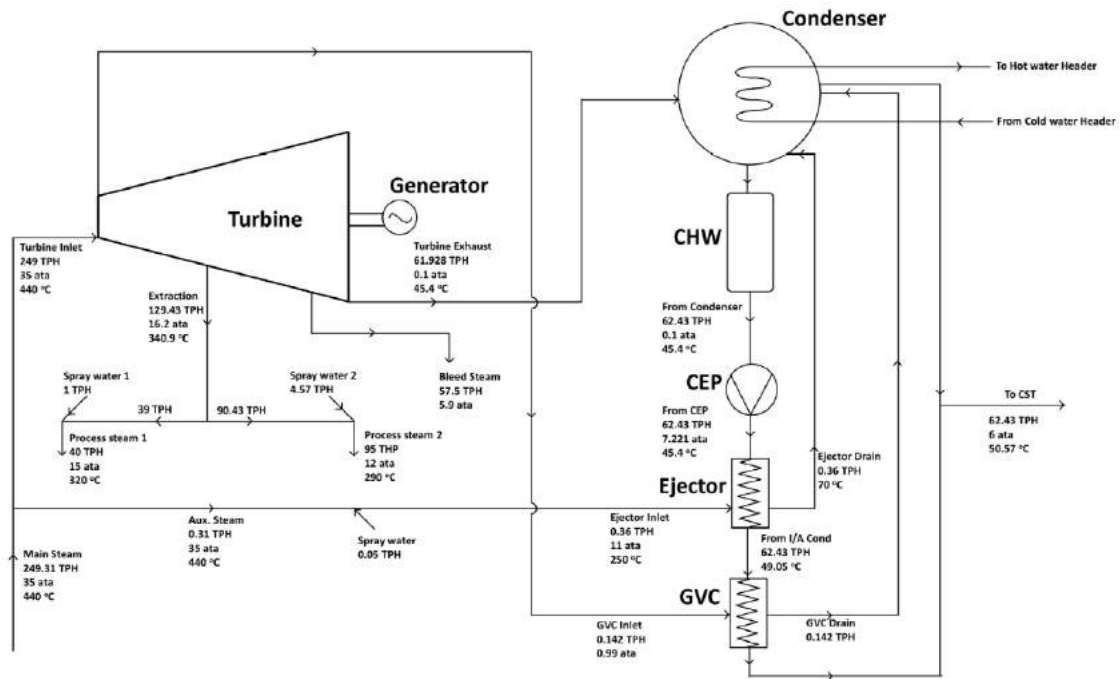 Condenser
To Hot water Header
From Cold water Header
Generator
Turbine
CHW
Turbine Inlet
249 TPH
35 ata
440 °C
Turbine Exhaust
61.928 TPH
0.1 ata
45.4 °C
Extraction
129.43 TPH
16.2 ata
340.9 °C
From Condenser
62.43 TPH
0.1 ata
45.4 °C
Spray water 1
1 TPH
Spray water 2
4.57 TPH
Bleed Steam
57.5 TPH
5.9 ata
CEP
39 TPH
90.43 TPH
To CST
62.43 TPH
6 ata
50.57 °C
From CEP
62.43 TPH
7.221 ata
45.4 °C
Process steam 1
40 TPH
15 ata
320 °C
Process steam 2
95 THP
12 ata
290 °C
Ejector Drain
0.36 TPH
70 °C
Ejector
Aux. Steam
0.31 TPH
35 ata
440 °C
Spray water
0.05 TPH
Ejector Inlet
0.36 TPH
11 ata
250 °C
From I/A Cond
62.43 TPH
49.05 °C
Main Steam
249.31 TPH
35 ata
440 °C
GVC
GVC Inlet
0.142 TPH
0.99 ata
GVC Drain
0.142 TPH